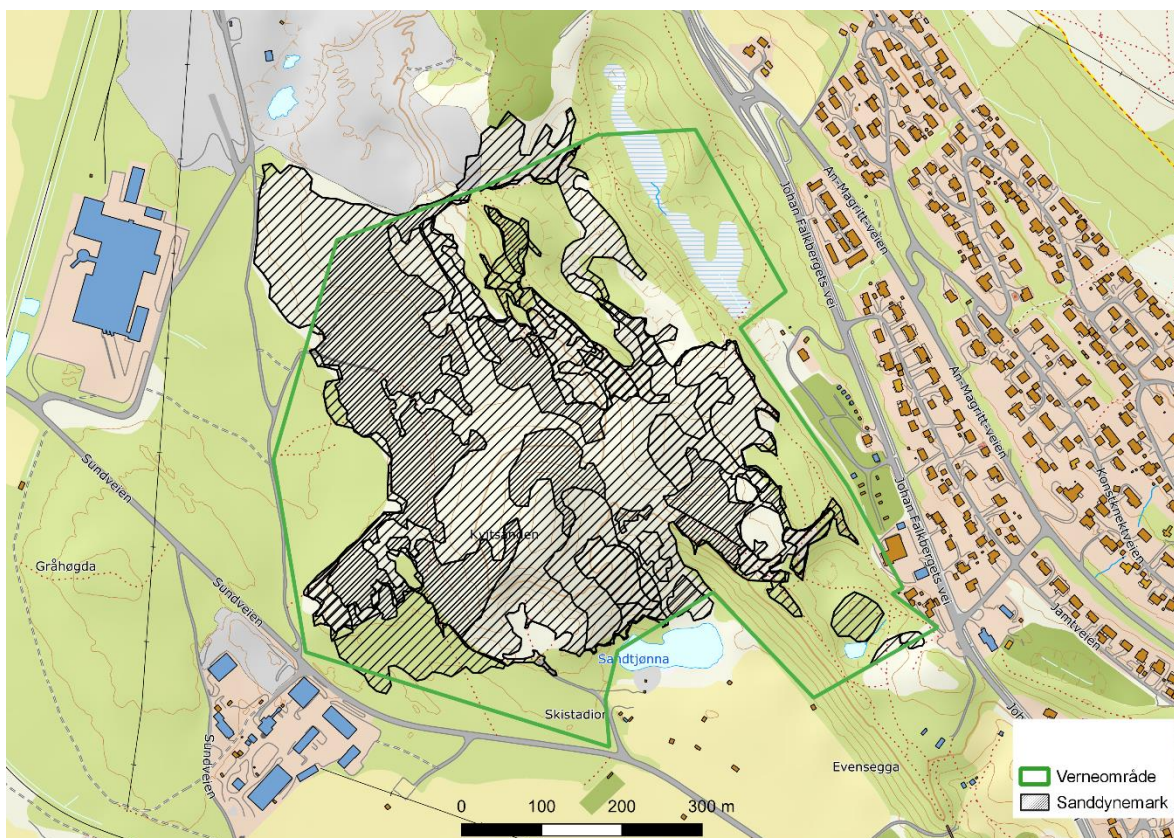 An-Magritt-veien
Johan Falkbergets vei
An-Magritt-veien
Sundveien
Kvitsanden
Konstknektveien
Johan Falkbergets vei
Gråhøgda
Sundveien
Jamtveien
Sandtjønna
Skistadion
Sundveien
Evensegga
Verneområde
Sanddynemark
0 100 200 300 m